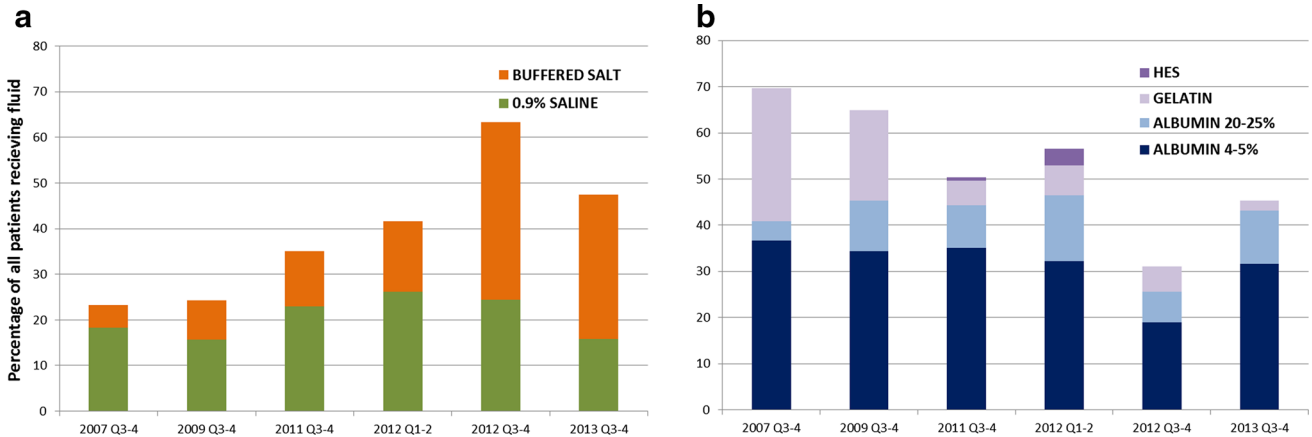 a
Percentage of all patients recieving fluid
80
70
60
50
40
30
20
10
0
BUFFERED SALT
0.9% SALINE
2007 Q3-4 2009 Q3-4 2011 Q3-4 2012 Q1-2 2012 Q3-4 2013 Q3-4
b
80
70
60
50
40
30
20
10
0
HES
GELATIN
ALBUMIN 20-25%
ALBUMIN 4-5%
2007 Q3-4 2009 Q3-4 2011 Q3-4 2012 Q1-2 2012 Q3-4 2013 Q3-4